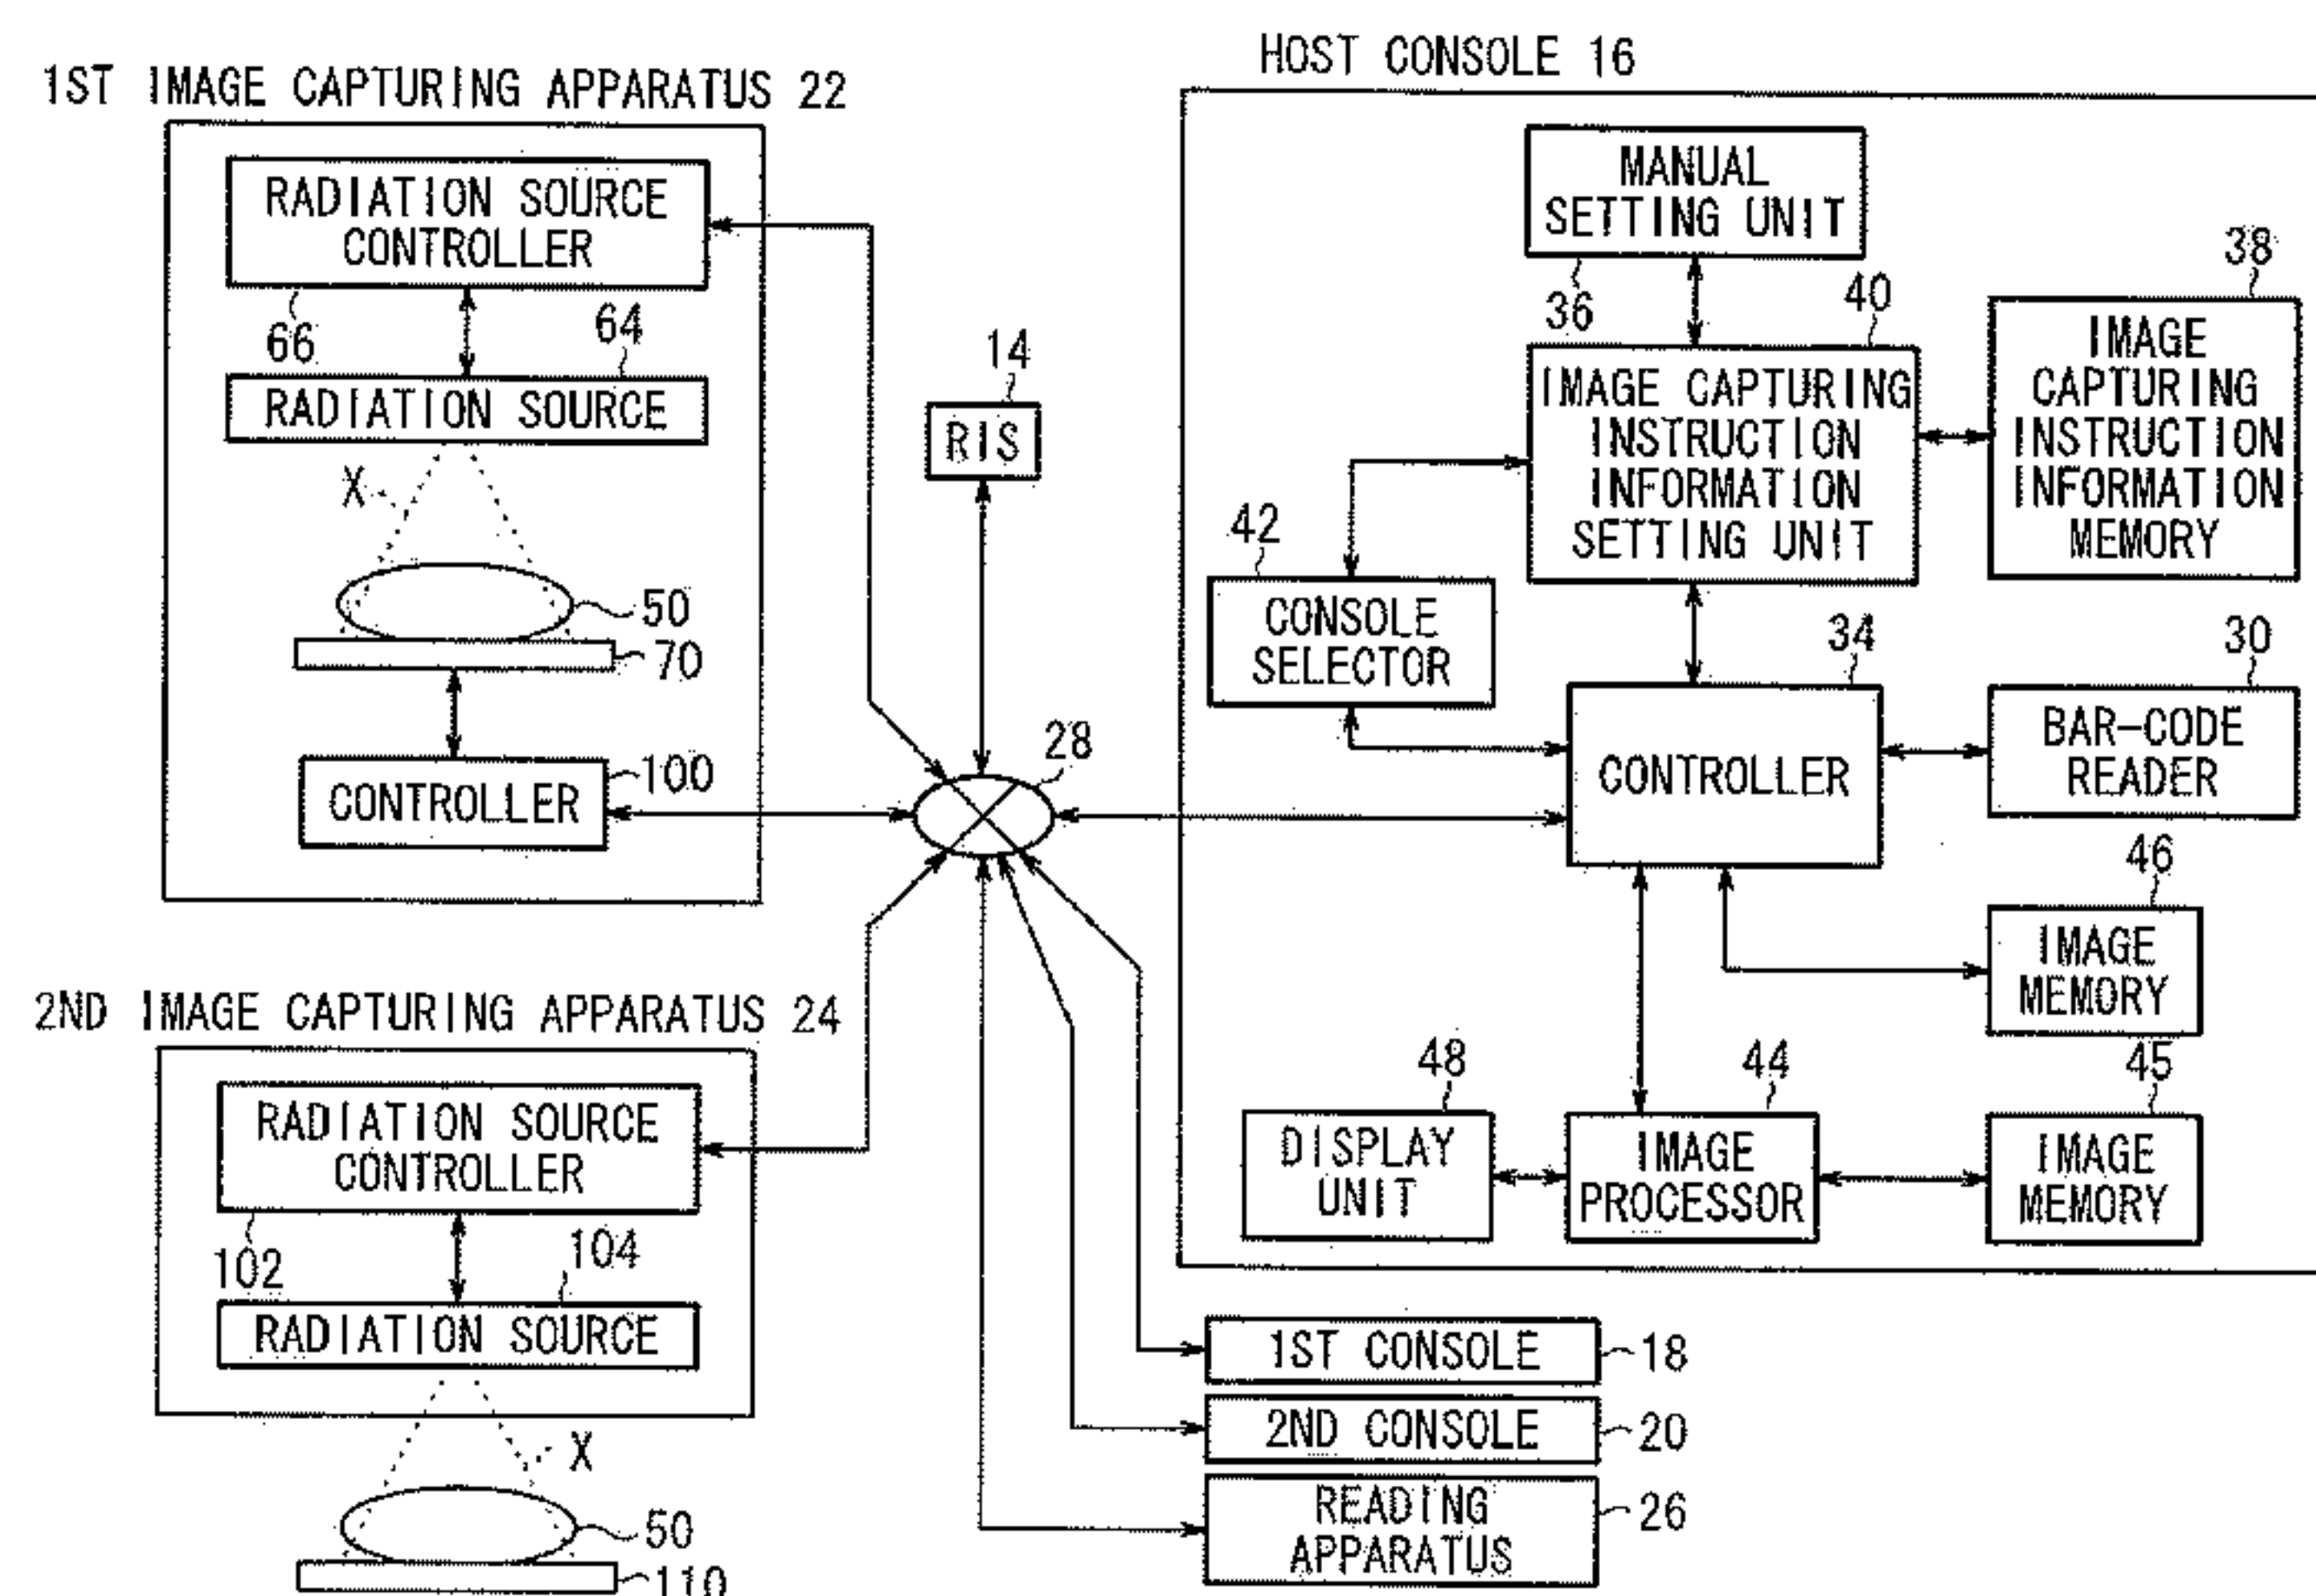 HOST CONSOLE 16
1ST IMAGE CAPTURING APPARATUS 22
RADIATION SOURCE
CONTROLLER
66
64
RADIATION SOURCE
X
50
70
CONTROLLER
100
14
RIS
28
MANUAL
SETTING UNIT
36
40
38
IMAGE CAPTURING
INSTRUCTION
INFORMATION
SETTING UNIT
IMAGE
CAPTURING
INSTRUCTION
INFORMATION
MEMORY
42
CONSOLE
SELECTOR
34
CONTROLLER
30
BAR-CODE
READER
46
IMAGE
MEMORY
48
DISPLAY
UNIT
44
IMAGE
PROCESSOR
45
IMAGE
MEMORY
2ND IMAGE CAPTURING APPARATUS 24
RADIATION SOURCE
CONTROLLER
102
104
RADIATION SOURCE
X
50
110
1ST CONSOLE
18
2ND CONSOLE
20
READING
APPARATUS
26